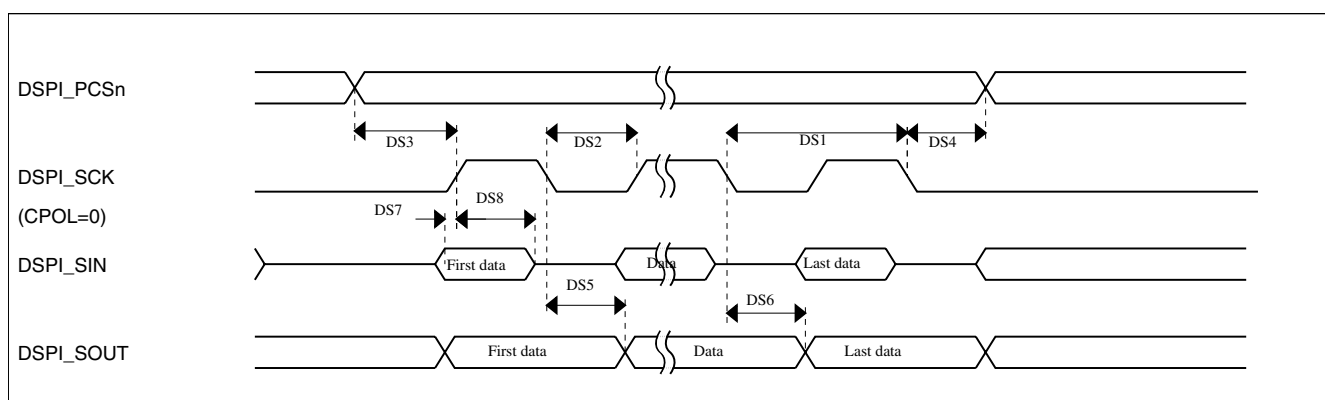 DSPI_PCSn
DS3
DS2
DS1
DS4
DSPI_SCK
(CPOL=0)
DS7
DS8
DSPI_SIN
First data
Data
Last data
DS5
DS6
DSPI_SOUT
First data
Data
Last data